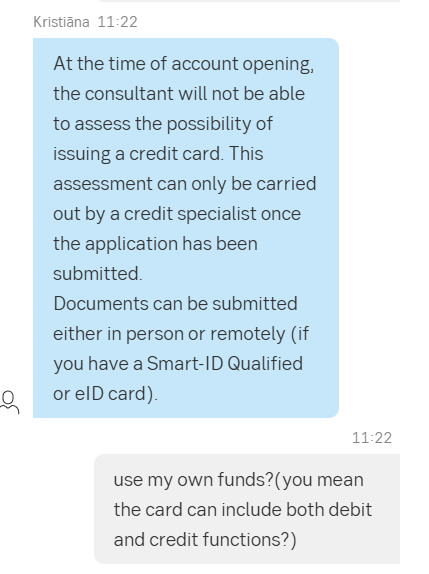 Kristiāna 11:22
At the time of account opening,
the consultant will not be able
to assess the possibility of
issuing a credit card. This
assessment can only be carried
out by a credit specialist once
the application has been
submitted.
Documents can be submitted
either in person or remotely (if
you have a Smart-ID Qualified
or eID card).
11:22
use my own funds?(you mean
the card can include both debit
and credit functions?)